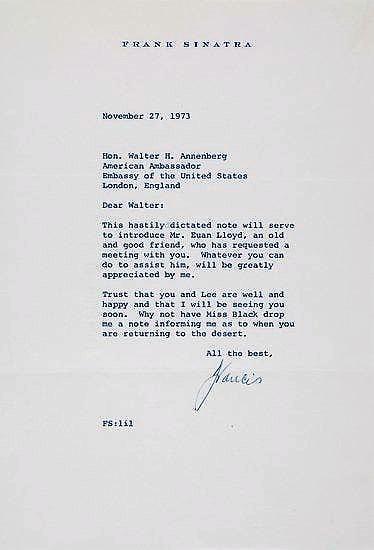 FRANK SINATRA
November 27, 1973
Hon. Walter H. Annenberg
American Ambassador
Embassy of the United States
London, England
Dear Walter:
This hastily dictated note will serve
to introduce Mr. Euan Lloyd, an old
and good friend, who has requested a
meeting with you. Whatever you can
do to assist him, will be greatly
appreciated by me.
Trust that you and Lee are well and
happy and that I will be seeing you
soon. Why not have Miss Black drop
me a note informing me as to when you
are returning to the desert.
All the best,
Francis
FS:lil